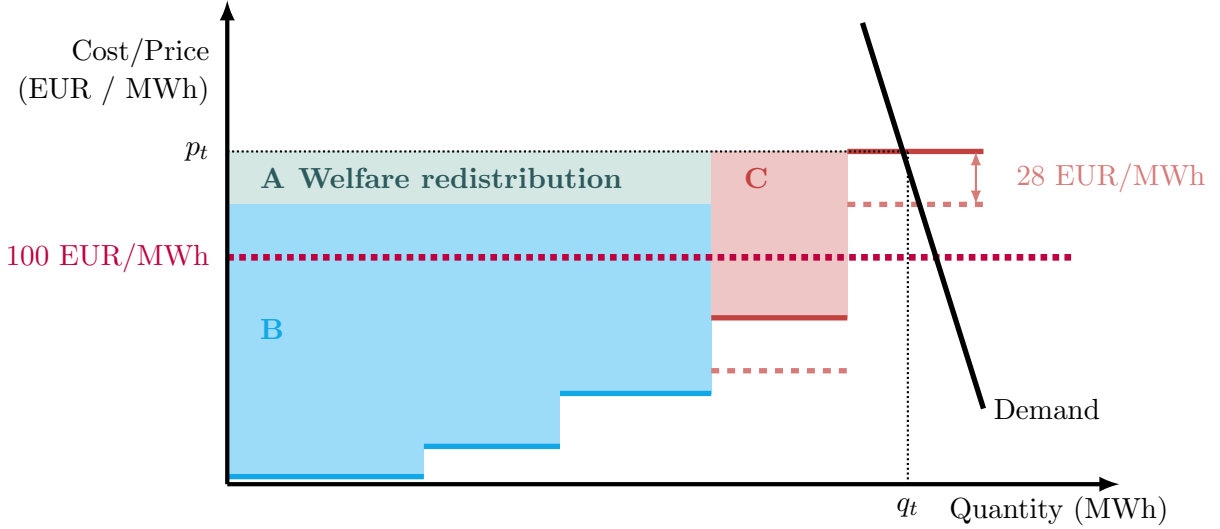 Cost/Price
(EUR / MWh)
p_t
A Welfare redistribution
C
28 EUR/MWh
100 EUR/MWh
B
Demand
q_t
Quantity (MWh)